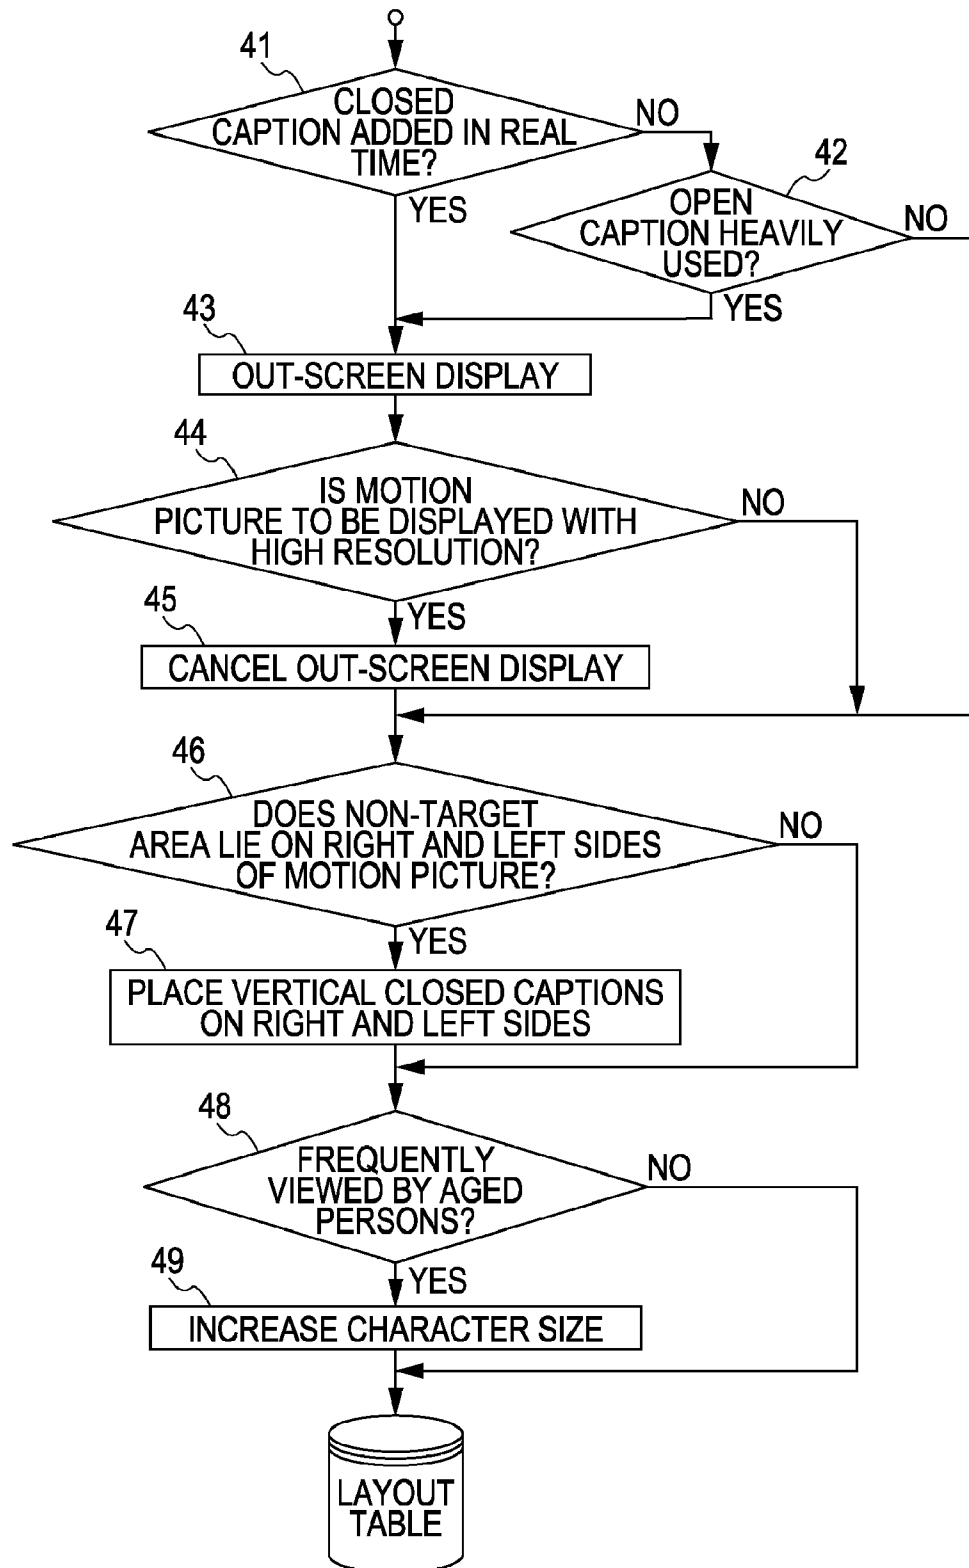 41
CLOSED
CAPTION ADDED IN REAL
TIME?
NO
YES
42
OPEN
CAPTION HEAVILY
USED?
NO
YES
43
OUT-SCREEN DISPLAY
44
IS MOTION
PICTURE TO BE DISPLAYED WITH
HIGH RESOLUTION?
NO
YES
45
CANCEL OUT-SCREEN DISPLAY
46
DOES NON-TARGET
AREA LIE ON RIGHT AND LEFT SIDES
OF MOTION PICTURE?
NO
YES
47
PLACE VERTICAL CLOSED CAPTIONS
ON RIGHT AND LEFT SIDES
48
FREQUENTLY
VIEWED BY AGED
PERSONS?
NO
YES
49
INCREASE CHARACTER SIZE
LAYOUT
TABLE